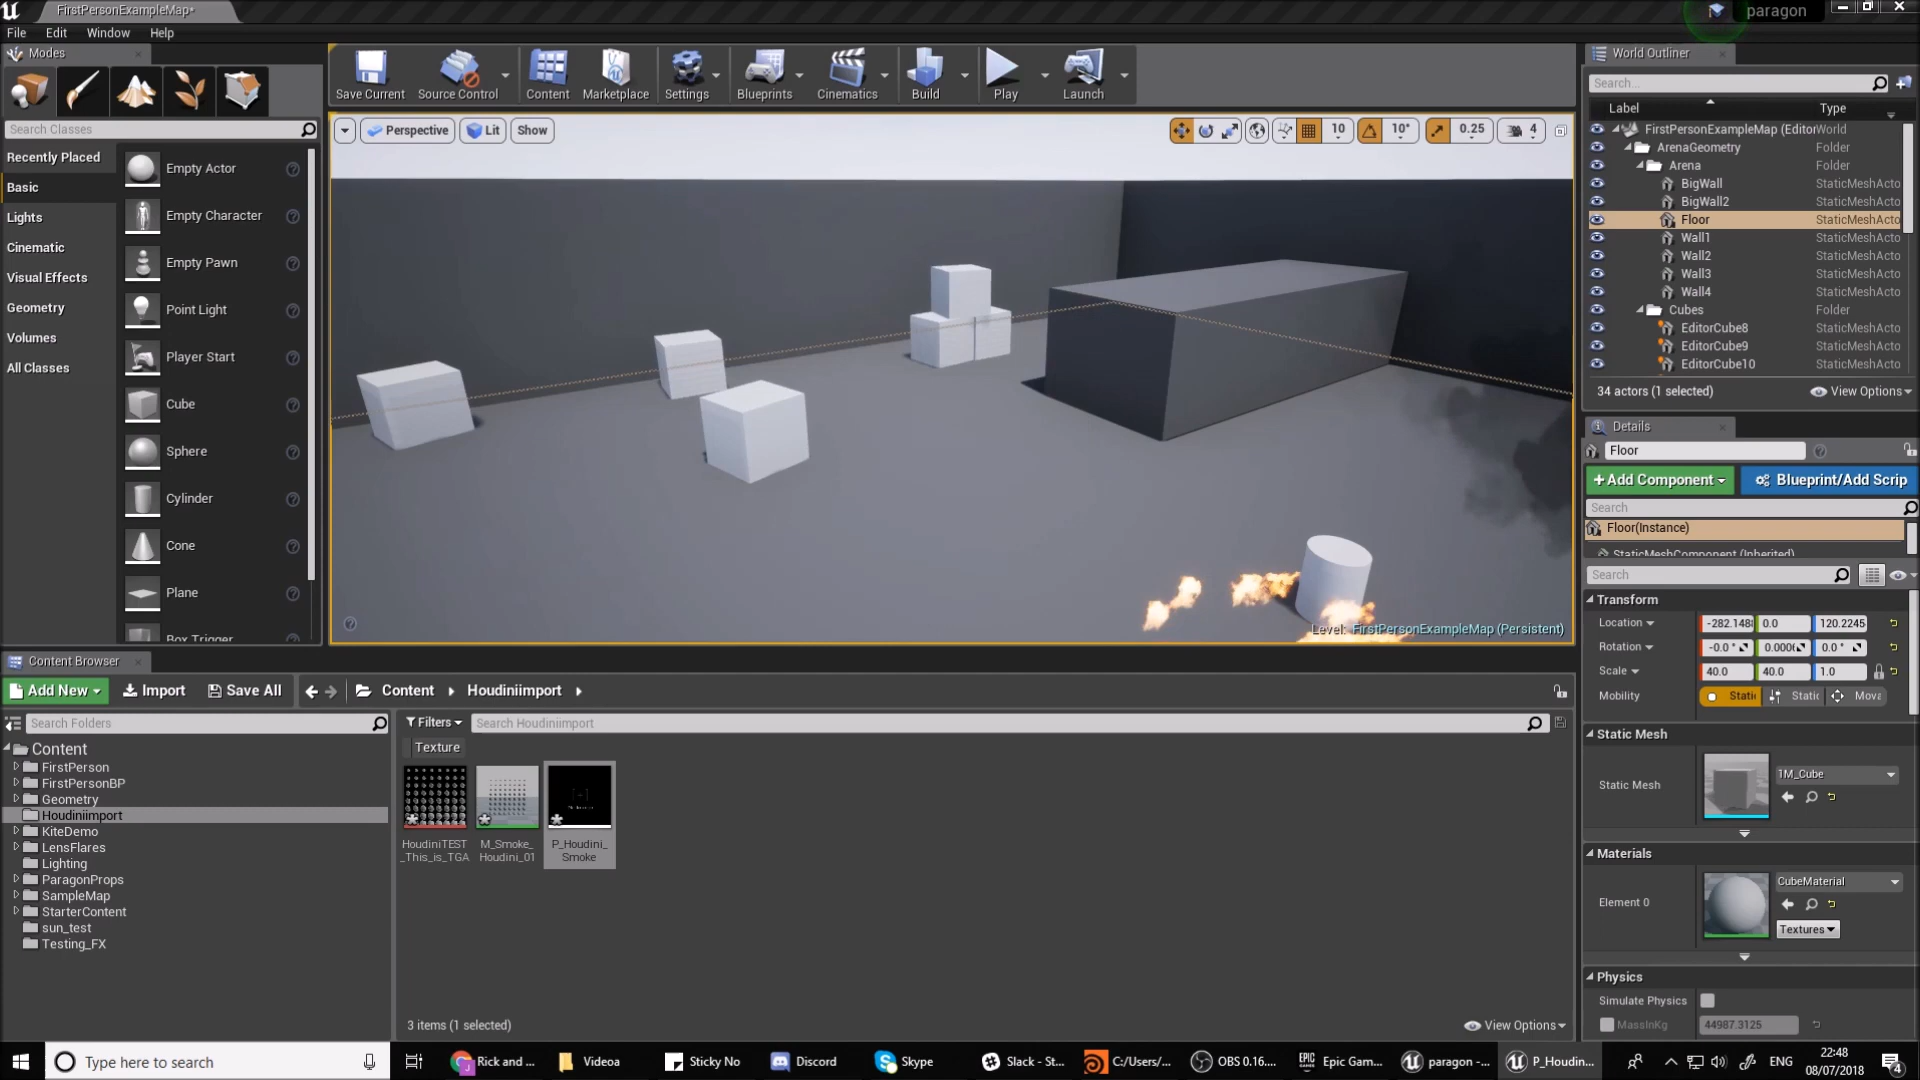 FirstPersonExampleMap*
paragon
File Edit Window Help
Modes
Save Current
Source Control
Content
Marketplace
Settings
Blueprints
Cinematics
Build
Play
Launch
Search Classes
Recently Placed
Basic
Lights
Cinematic
Visual Effects
Geometry
Volumes
All Classes
Empty Actor
Empty Character
Empty Pawn
Point Light
Player Start
Cube
Sphere
Cylinder
Cone
Plane
Box Trigger
Perspective Lit Show
10 10° 0.25 4
Level: FirstPersonExampleMap (Persistent)
World Outliner
Search...
Label Type
FirstPersonExampleMap (Editor World
ArenaGeometry Folder
Arena Folder
BigWall StaticMeshActo
BigWall2 StaticMeshActo
Floor StaticMeshActo
Wall1 StaticMeshActo
Wall2 StaticMeshActo
Wall3 StaticMeshActo
Wall4 StaticMeshActo
Cubes Folder
EditorCube8 StaticMeshActo
EditorCube9 StaticMeshActo
EditorCube10 StaticMeshActo
34 actors (1 selected) View Options
Details
Floor
+Add Component Blueprint/Add Scrip
Search
Floor(Instance)
StaticMeshComponent (Inherited)
Search
Transform
Location -282.148 0.0 120.2245
Rotation -0.0 ° 0.000 0.0 °
Scale 40.0 40.0 1.0
Mobility Stati Static Mova
Static Mesh
Static Mesh 1M_Cube
Materials
Element 0 CubeMaterial
Textures
Physics
Simulate Physics
MassInKg 44987.3125
Content Browser
Add New Import Save All Content Houdiniimport
Search Folders
Content
FirstPerson
FirstPersonBP
Geometry
Houdiniimport
KiteDemo
LensFlares
Lighting
ParagonProps
SampleMap
StarterContent
sun_test
Testing_FX
Filters Search Houdiniimport
Texture
HoudiniTEST
_This_is_TGA
M_Smoke_
Houdini_01
P_Houdini_
Smoke
3 items (1 selected) View Options
Type here to search
Rick and ...
Videoa
Sticky No
Discord
Skype
Slack - St...
C:/Users/...
OBS 0.16....
Epic Gam...
paragon -...
P_Houdin...
ENG
22:48
08/07/2018
4